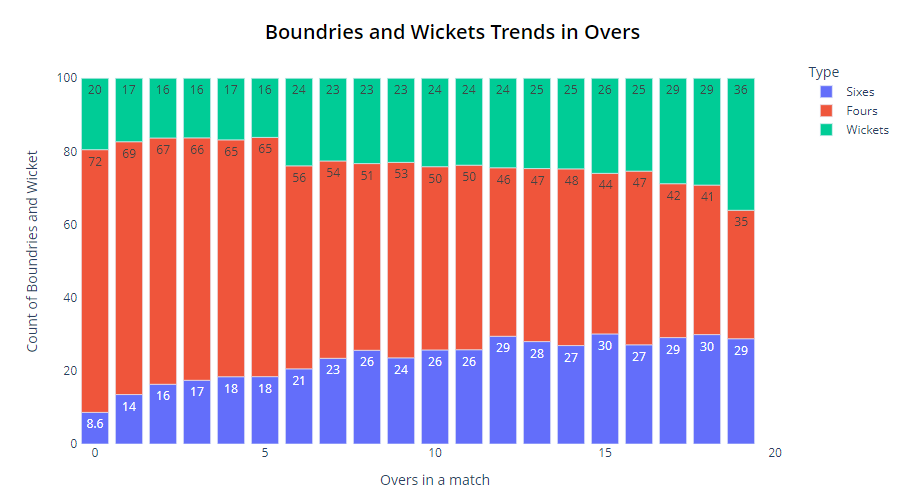 Boundries and Wickets Trends in Overs
Type
Sixes
Fours
Wickets
Count of Boundries and Wicket
100
80
60
40
20
0
20 17 16 16 17 16 24 23 23 23 24 24 24 25 25 26 25 29 29 36
72 69 67 66 65 65 56 54 51 53 50 50 46 47 48 44 47 42 41 35
8.6 14 16 17 18 18 21 23 26 24 26 26 29 28 27 30 27 29 30 29
0 5 10 15 20
Overs in a match